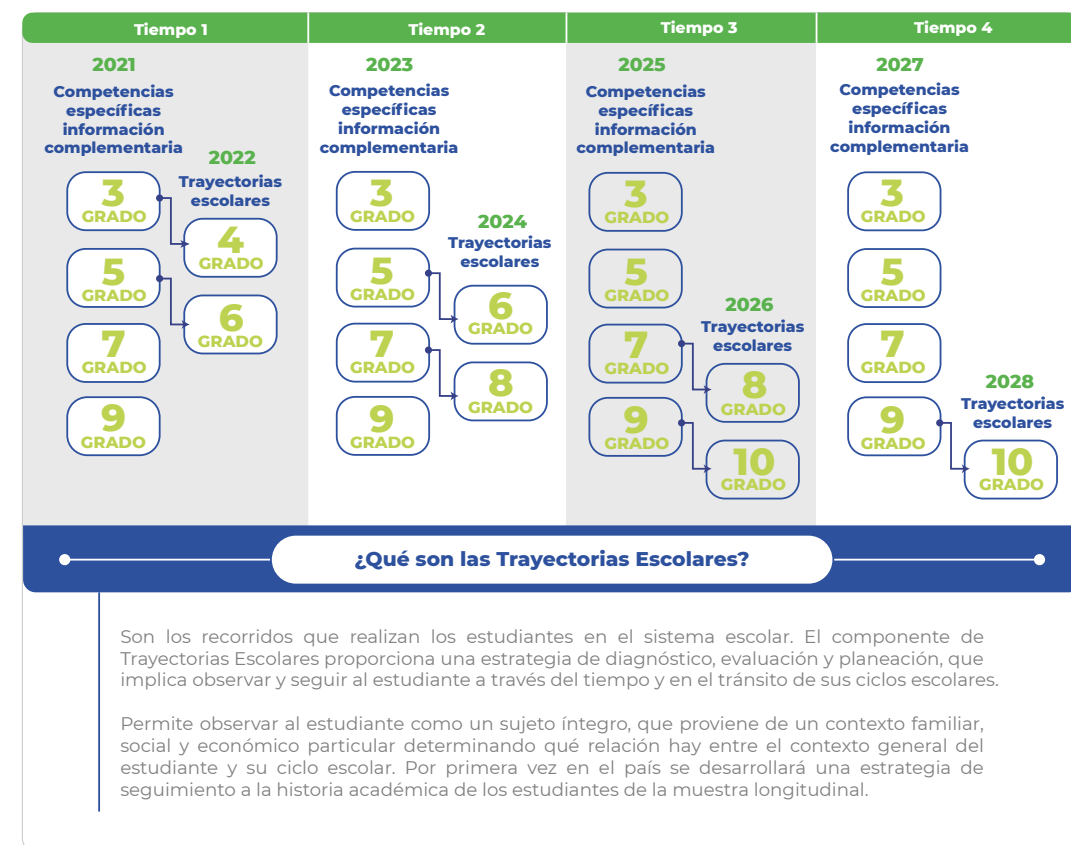 Tiempo 1
Tiempo 2
Tiempo 3
Tiempo 4
2021
Competencias
específicas
información
complementaria
3
GRADO
5
GRADO
7
GRADO
9
GRADO
2022
Trayectorias
escolares
4
GRADO
6
GRADO
2023
Competencias
específicas
información
complementaria
3
GRADO
5
GRADO
7
GRADO
9
GRADO
2024
Trayectorias
escolares
6
GRADO
8
GRADO
2025
Competencias
específicas
información
complementaria
3
GRADO
5
GRADO
7
GRADO
9
GRADO
2026
Trayectorias
escolares
8
GRADO
10
GRADO
2027
Competencias
específicas
información
complementaria
3
GRADO
5
GRADO
7
GRADO
9
GRADO
2028
Trayectorias
escolares
10
GRADO
¿Qué son las Trayectorias Escolares?
Son los recorridos que realizan los estudiantes en el sistema escolar. El componente de
Trayectorias Escolares proporciona una estrategia de diagnóstico, evaluación y planeación, que
implica observar y seguir al estudiante a través del tiempo y en el tránsito de sus ciclos escolares.
Permite observar al estudiante como un sujeto íntegro, que proviene de un contexto familiar,
social y económico particular determinando qué relación hay entre el contexto general del
estudiante y su ciclo escolar. Por primera vez en el país se desarrollará una estrategia de
seguimiento a la historia académica de los estudiantes de la muestra longitudinal.